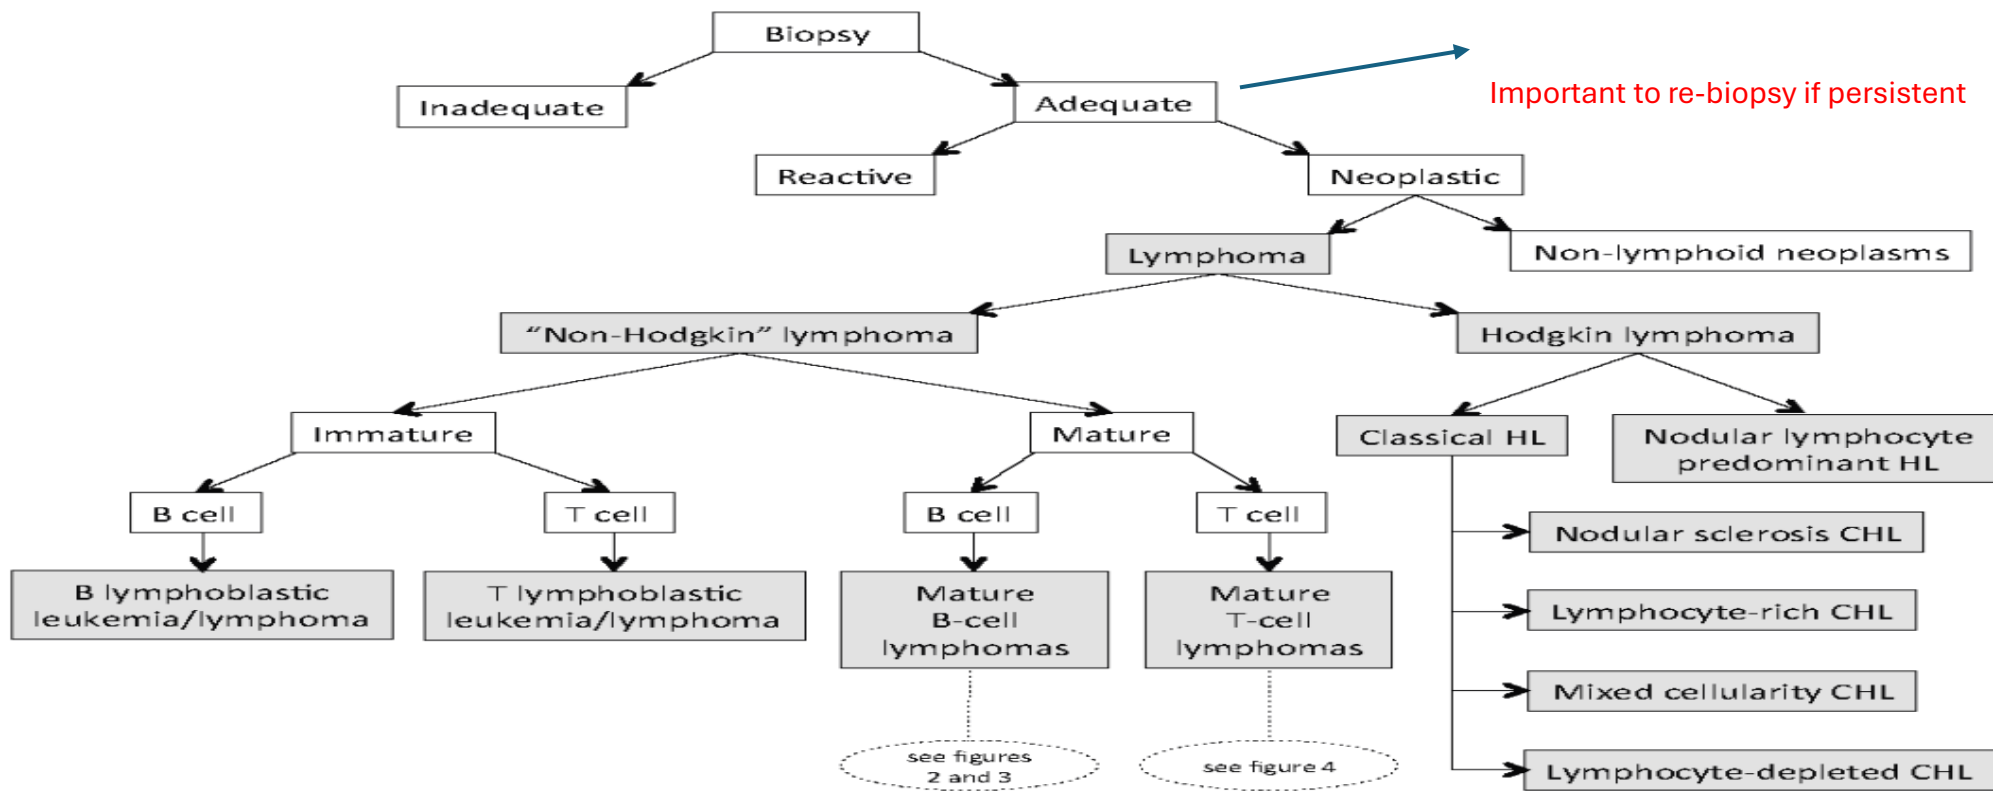 Biopsy
Inadequate
Adequate
Important to re-biopsy if persistent
Reactive
Neoplastic
Lymphoma
Non-lymphoid neoplasms
“Non-Hodgkin” lymphoma
Hodgkin lymphoma
Immature
Mature
Classical HL
Nodular lymphocyte
predominant HL
B cell
T cell
B cell
T cell
Nodular sclerosis CHL
B lymphoblastic
leukemia/lymphoma
T lymphoblastic
leukemia/lymphoma
Mature
B-cell
lymphomas
Mature
T-cell
lymphomas
Lymphocyte-rich CHL
Mixed cellularity CHL
see figures
2 and 3
see figure 4
Lymphocyte-depleted CHL